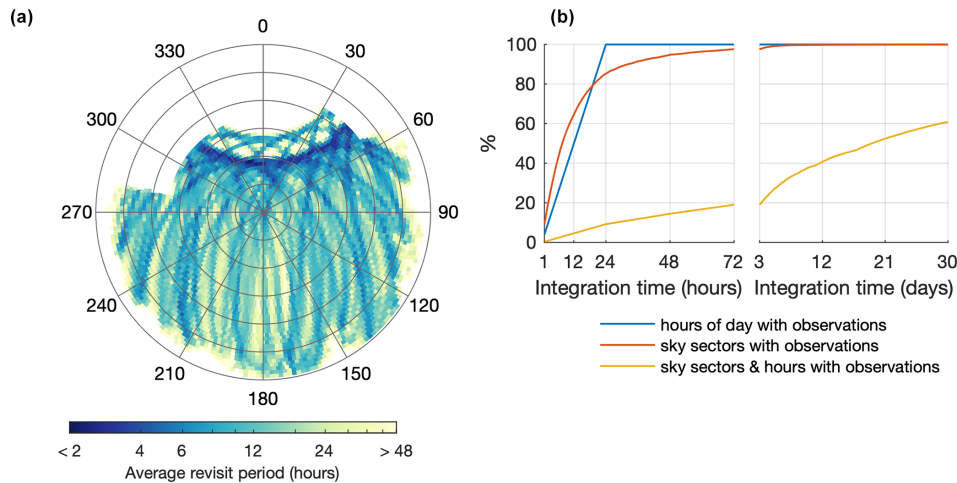 (a)
0
30
60
90
120
150
180
210
240
270
300
330
< 2 4 6 12 24 > 48
Average revisit period (hours)
(b)
%
100
80
60
40
20
0
1 12 24 48 72
Integration time (hours)
3 12 21 30
Integration time (days)
hours of day with observations
sky sectors with observations
sky sectors & hours with observations